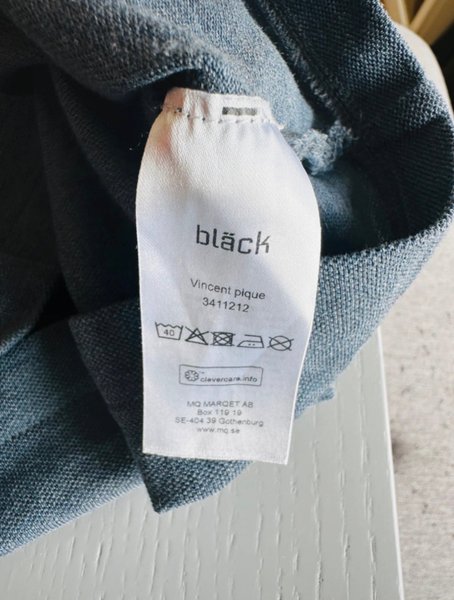 bläck
Vincent pique
3411212
40
clevercare.info
MQ MARQET AB
Box 119 19
SE-404 39 Gothenburg
www.mq.se